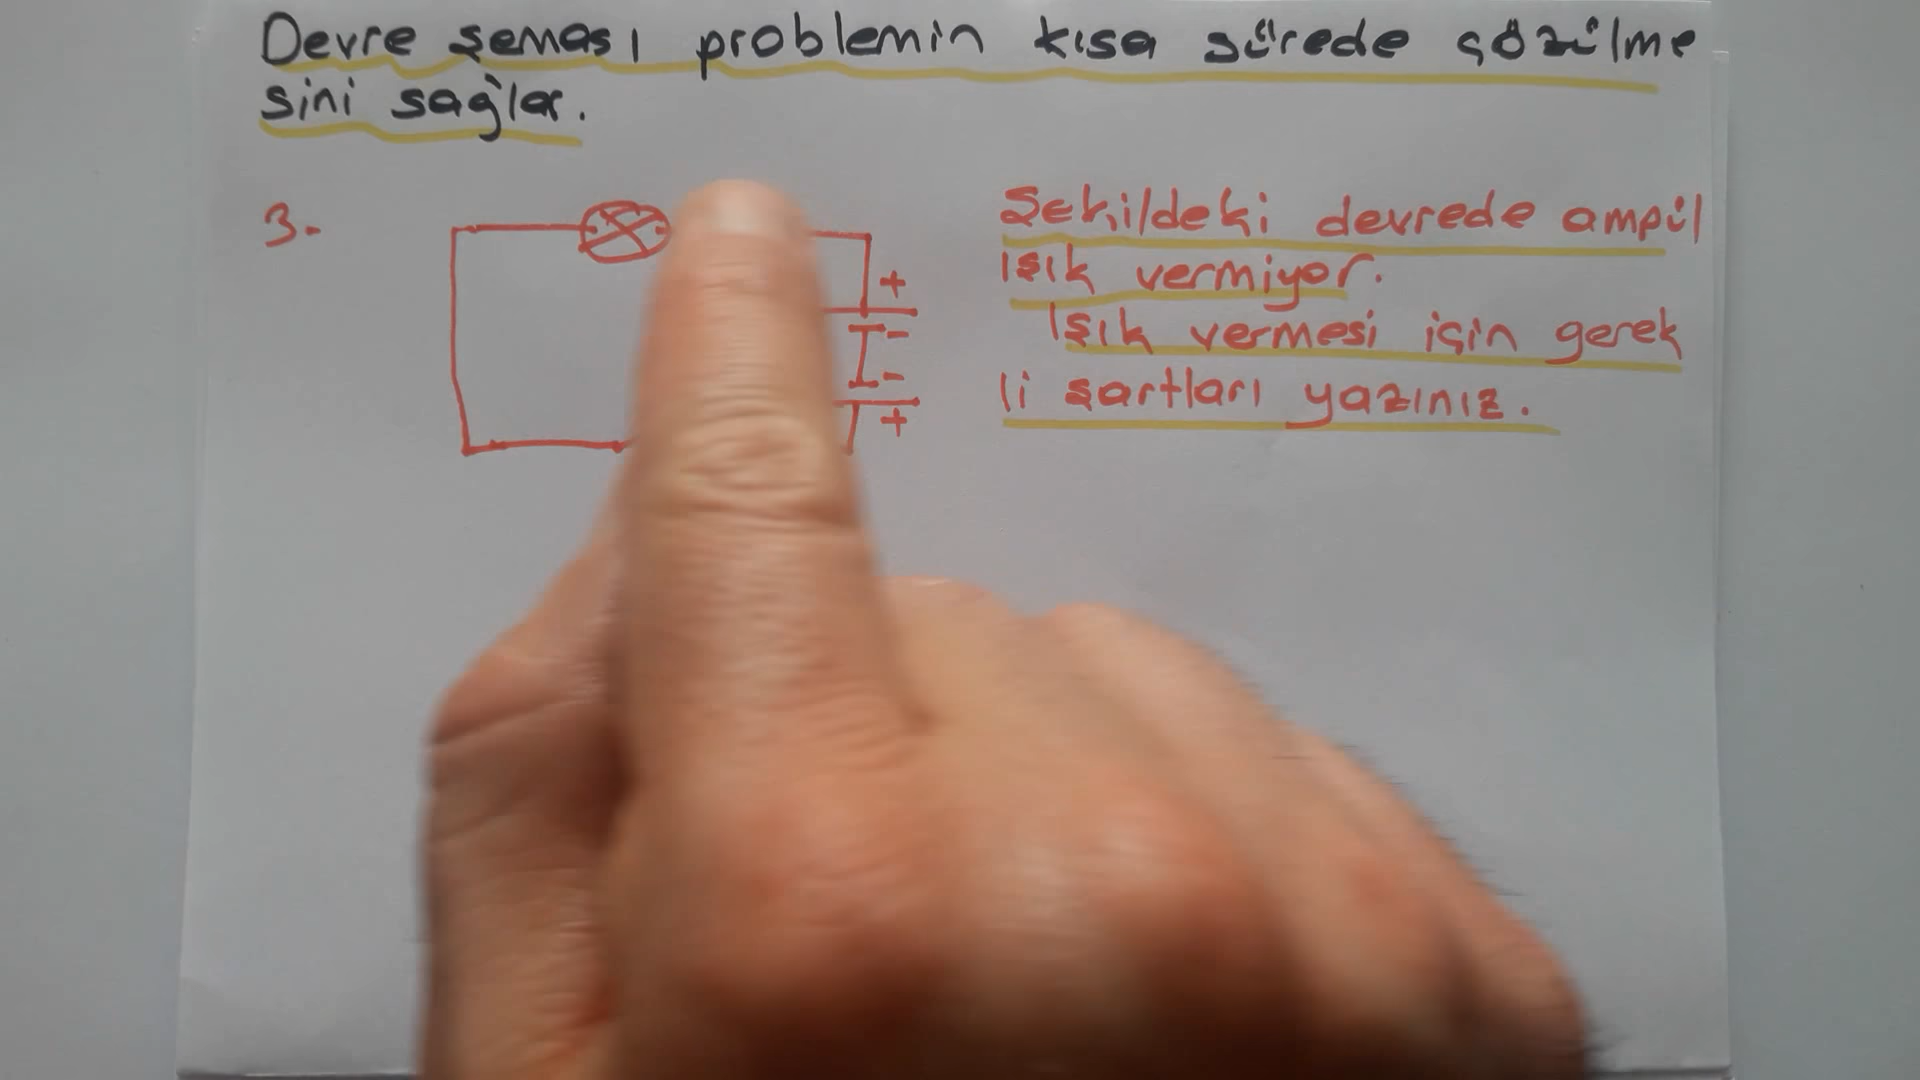 Devre şeması problemin kısa sürede çözülme
sini sağlar.
3.
Şekildeki devrede ampül
ışık vermiyor.
Işık vermesi için gerek
li şartları yazınız.
+
-
-
+